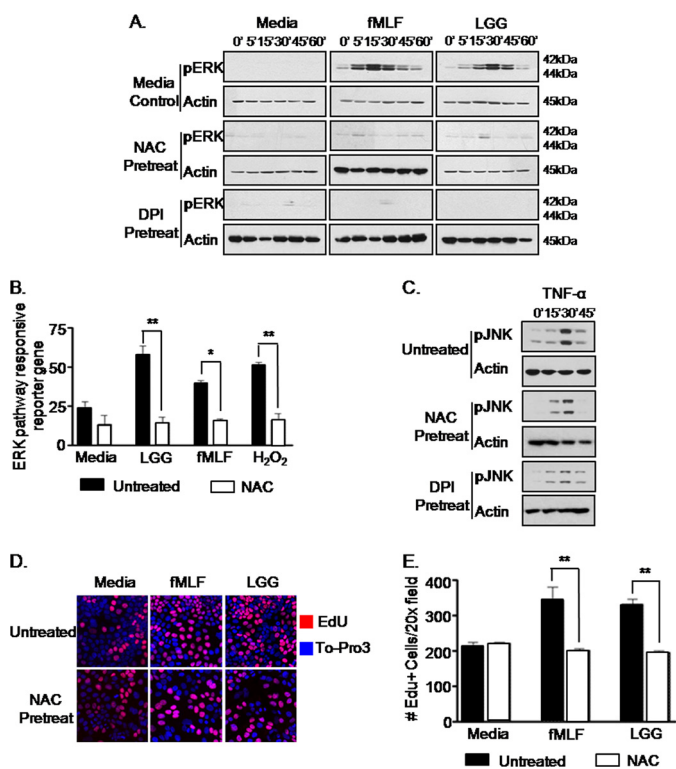 A.
Media fMLF LGG
0' 5'15'30'45'60' 0' 5'15'30'45'60' 0' 5'15'30'45'60'
Media Control
pERK 42kDa
44kDa
Actin 45kDa
NAC Pretreat
pERK 42kDa
44kDa
Actin 45kDa
DPI Pretreat
pERK 42kDa
44kDa
Actin 45kDa
B.
ERK pathway responsive
reporter gene
75
50
25
0
** * **
Media LGG fMLF H₂O₂
Untreated NAC
C.
TNF-α
0'15'30'45'
Untreated
pJNK
Actin
NAC
Pretreat
pJNK
Actin
DPI
Pretreat
pJNK
Actin
D.
Media fMLF LGG
Untreated
NAC
Pretreat
EdU
To-Pro3
E.
# Edu+ Cells/20x field
400
300
200
100
0
** **
Media fMLF LGG
Untreated NAC